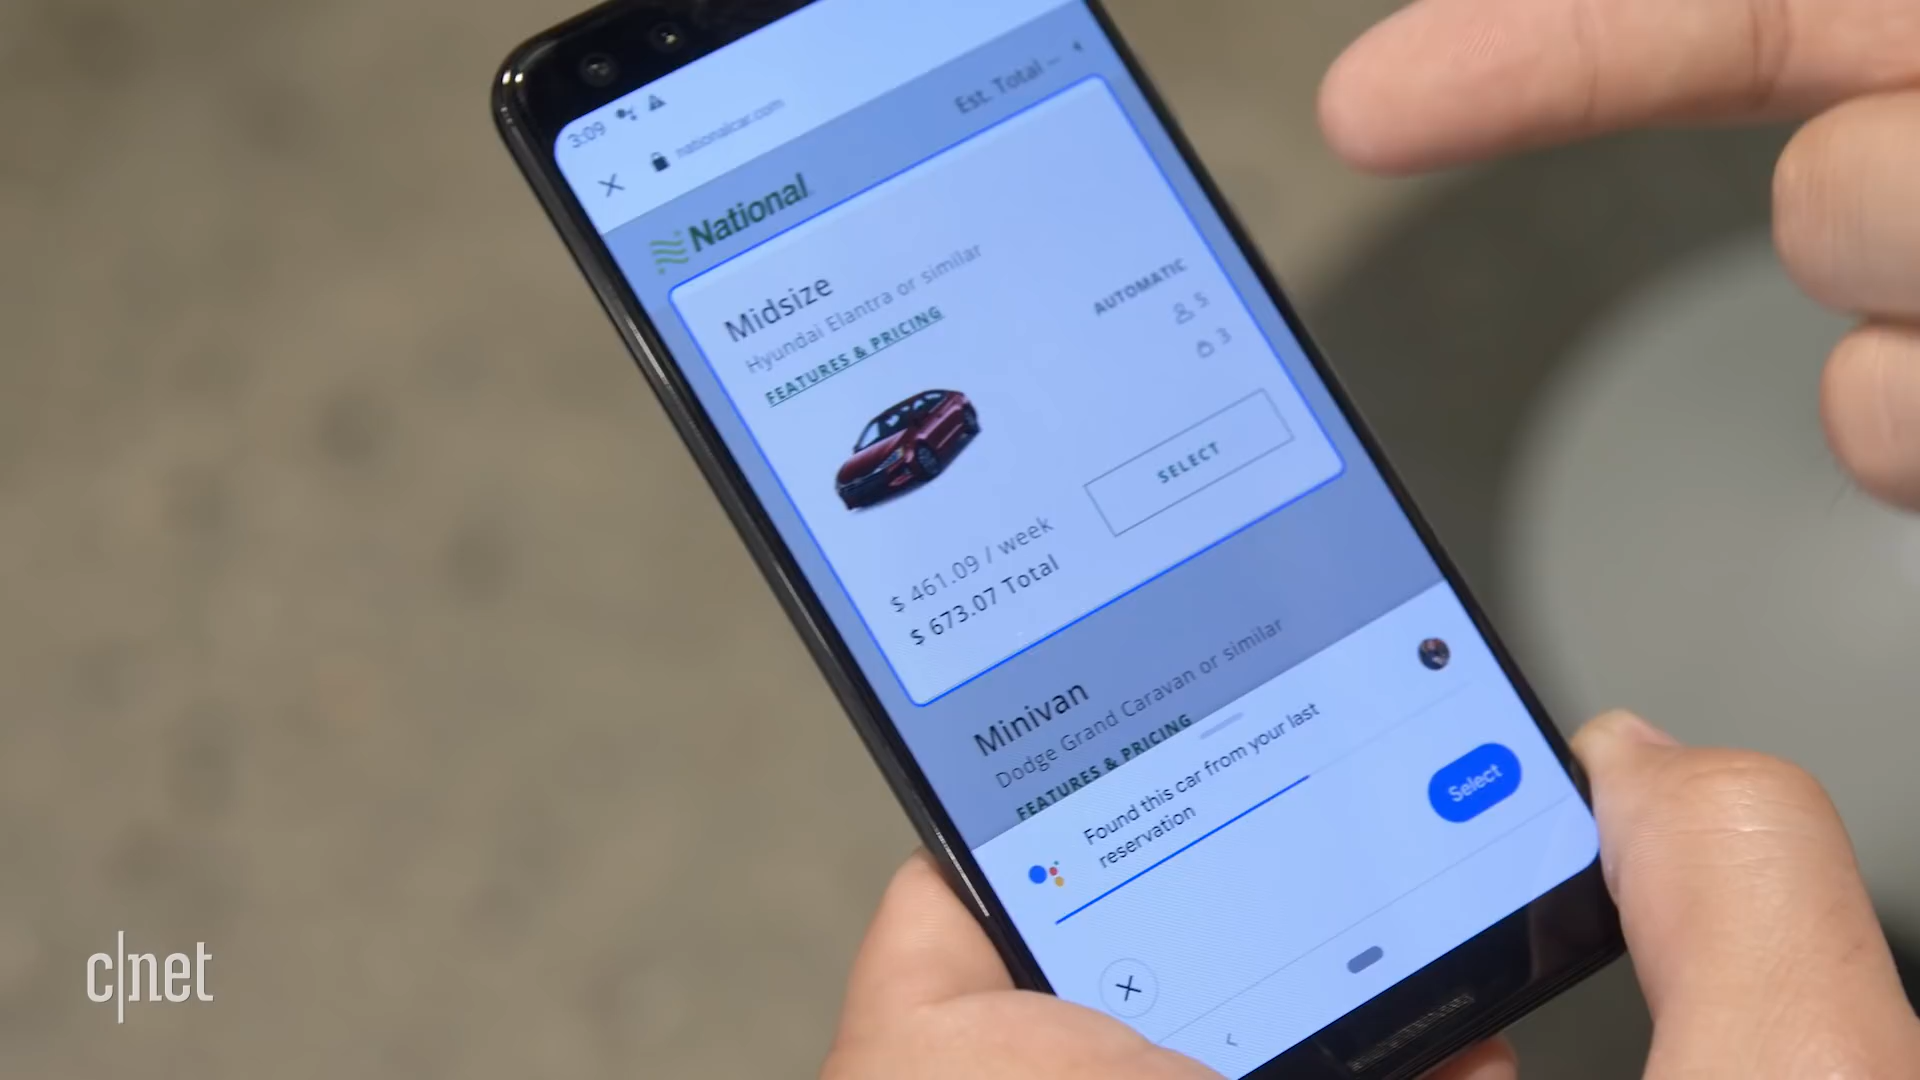 3:09
nationalcar.com
Est. Total
National
Midsize
Hyundai Elantra or similar
FEATURES & PRICING
AUTOMATIC
5
3
SELECT
$ 461.09 / week
$ 673.07 Total
Minivan
Dodge Grand Caravan or similar
FEATURES & PRICING
Found this car from your last
reservation
Select
c|net